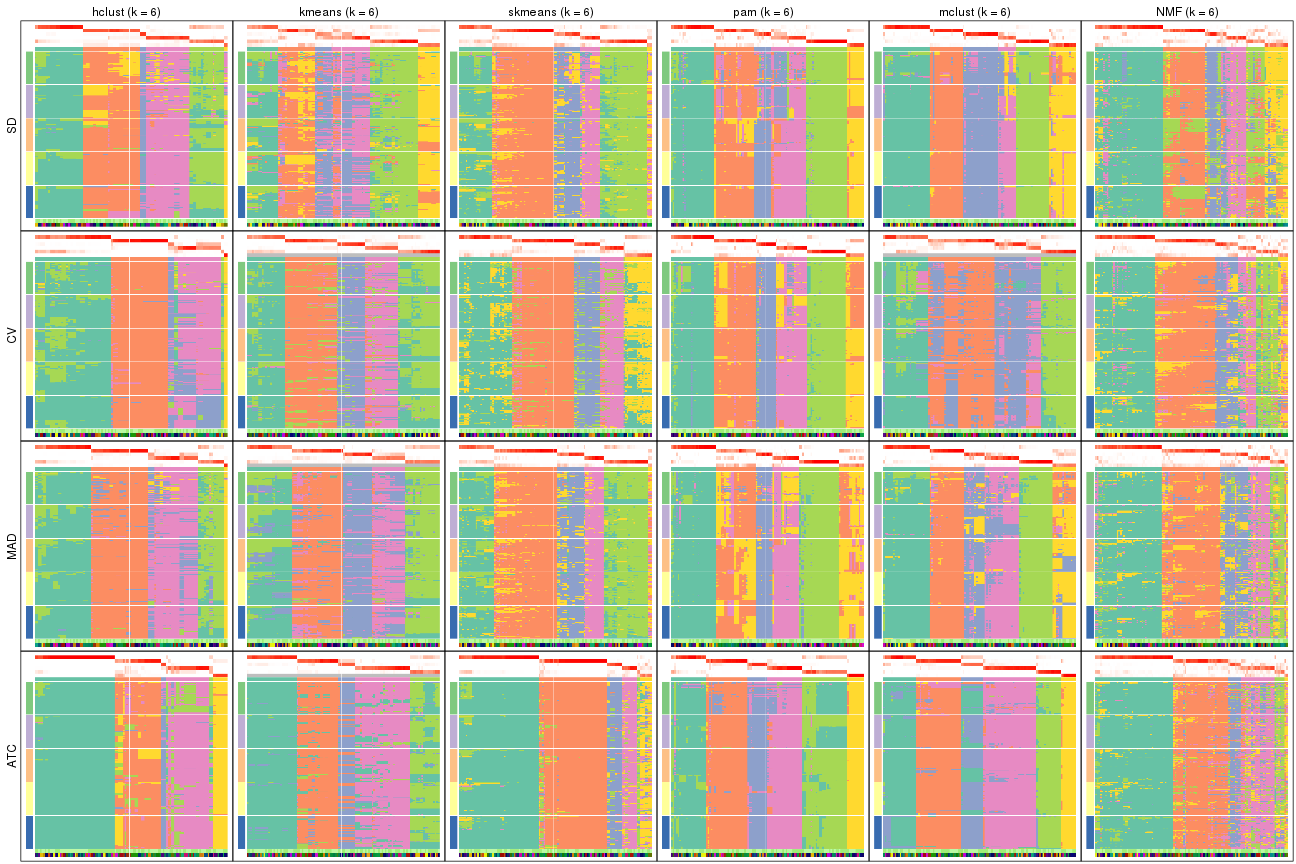 hclust (k = 6) kmeans (k = 6) skmeans (k = 6) pam (k = 6) mclust (k = 6) NMF (k = 6)
SD
CV
MAD
ATC